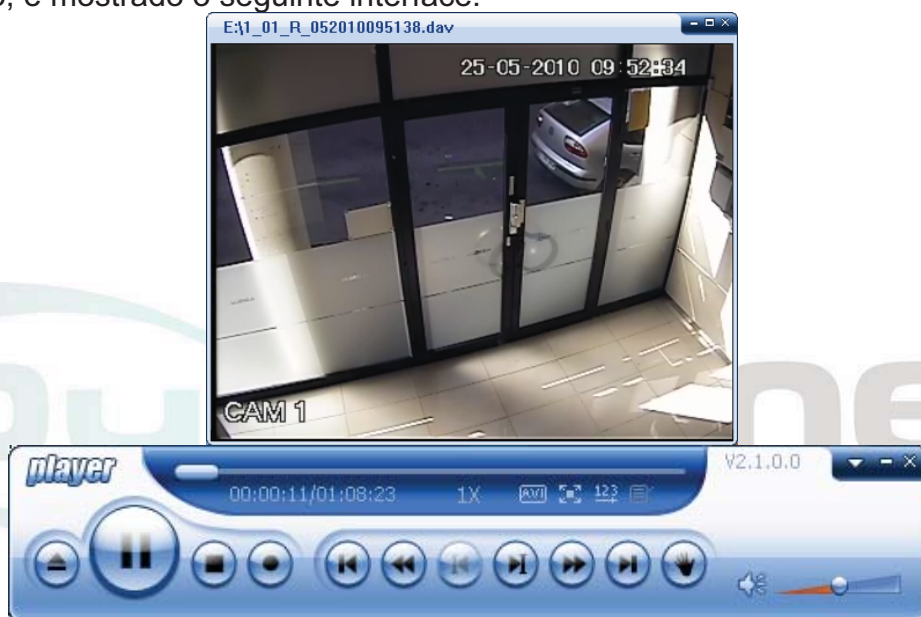 o, é mostrado o seguinte interface:
E:\1_01_R_052010095138.dav
25-05-2010 09:52:34
CAM 1
player
V2.1.0.0
00:00:11/01:08:23 1X AVI 123